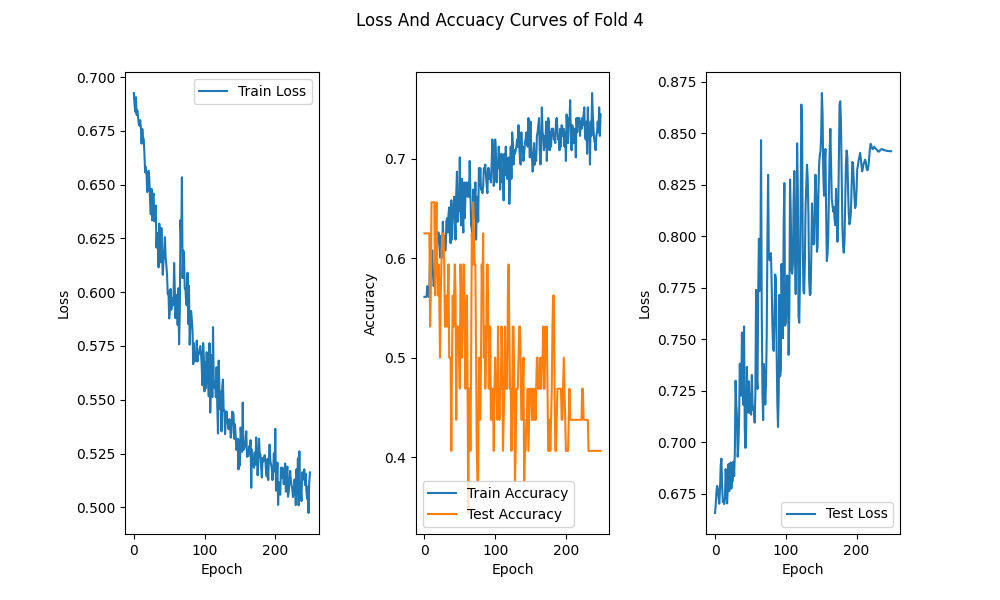 Loss And Accuacy Curves of Fold 4
0.700
0.675
0.650
0.625
0.600
0.575
0.550
0.525
0.500
Loss
Train Loss
0
100
200
Epoch
0.7
0.6
0.5
0.4
Accuracy
Train Accuracy
Test Accuracy
0
100
200
Epoch
0.875
0.850
0.825
0.800
0.775
0.750
0.725
0.700
0.675
Loss
Test Loss
0
100
200
Epoch